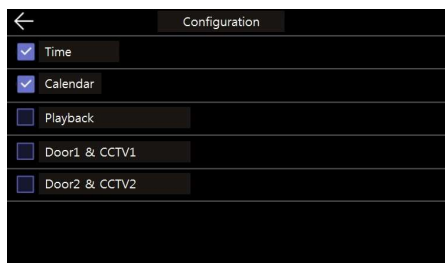 Configuration
Time
Calendar
Playback
Door1 & CCTV1
Door2 & CCTV2